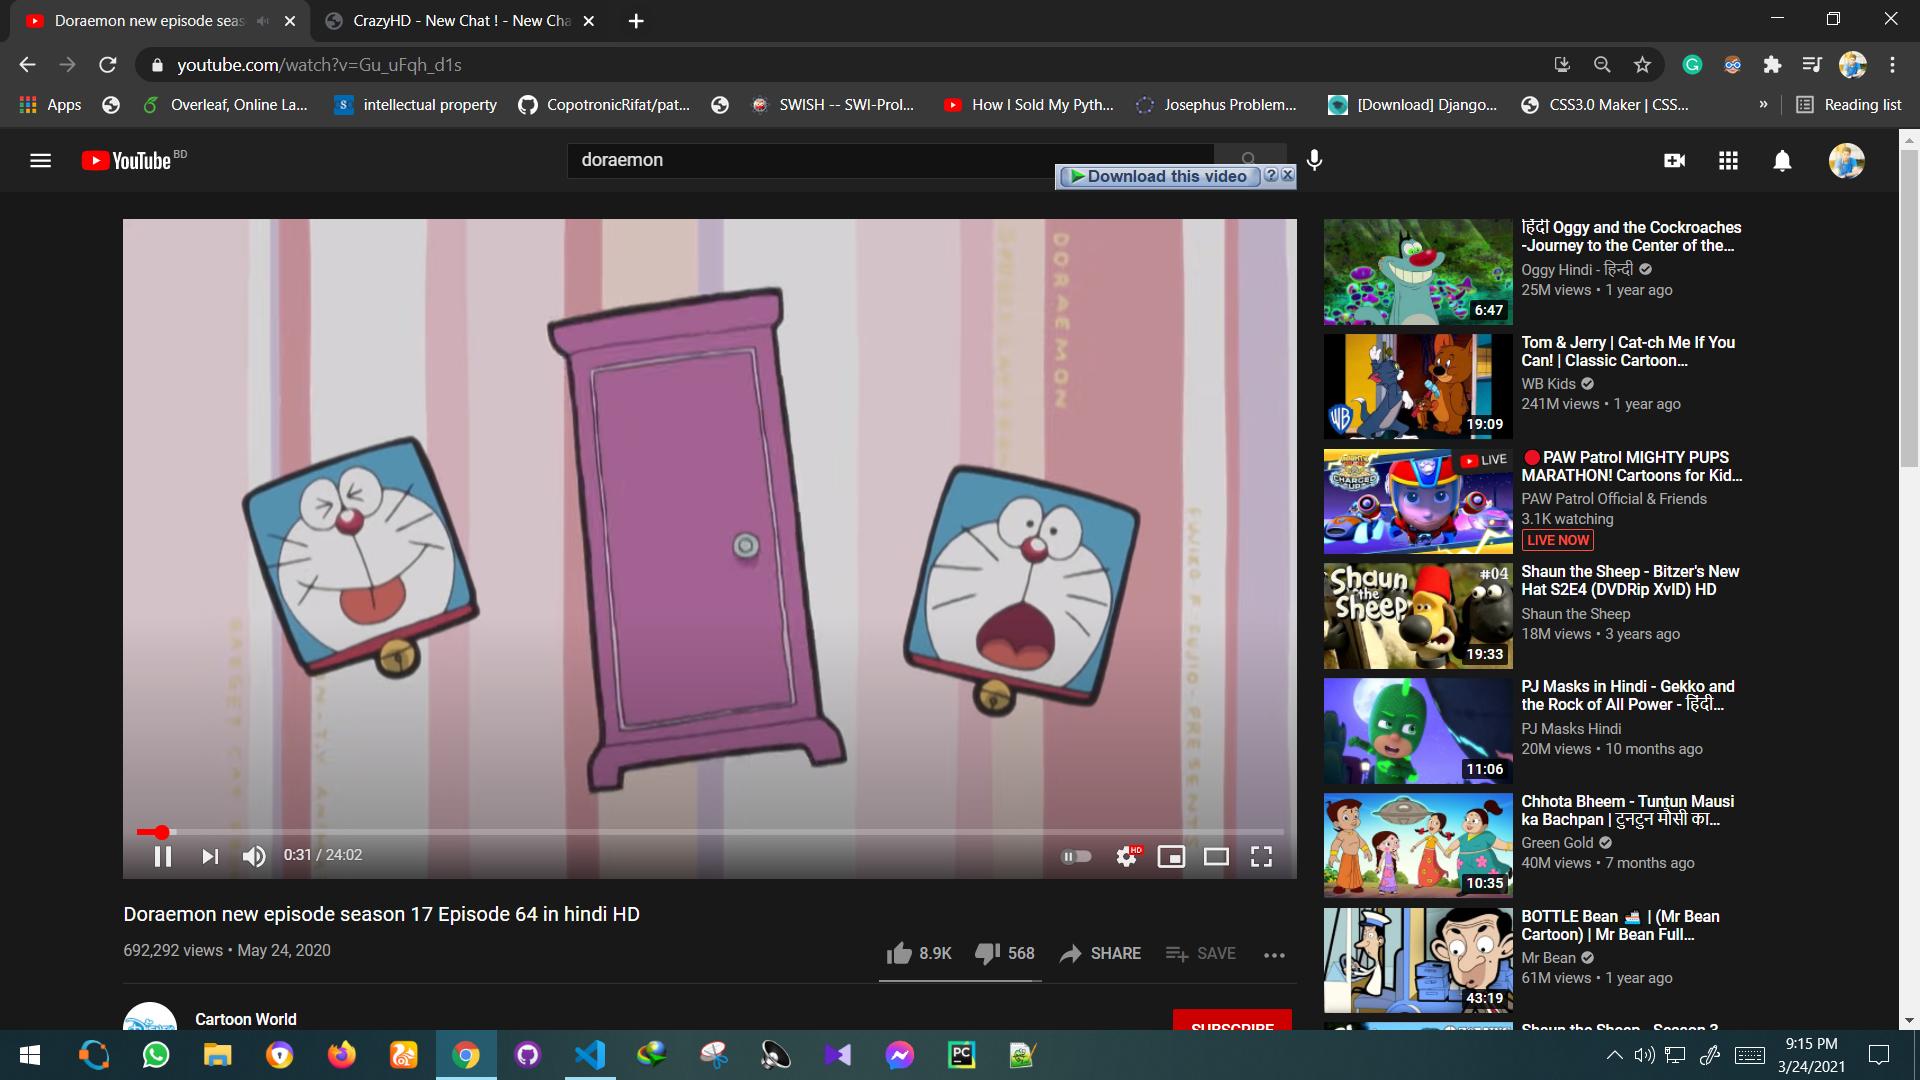 Doraemon new episode seas
CrazyHD - New Chat ! - New Cha
youtube.com/watch?v=Gu_uFqh_d1s
Apps
Overleaf, Online La...
intellectual property
CopotronicRifat/pat...
SWISH -- SWI-Prol...
How I Sold My Pyth...
Josephus Problem...
[Download] Django...
CSS3.0 Maker | CSS...
»
Reading list
YouTube BD
doraemon
Download this video
DORAEMON
0:31 / 24:02
HD
Doraemon new episode season 17 Episode 64 in hindi HD
692,292 views • May 24, 2020
8.9K
568
SHARE
SAVE
Cartoon World
SUBSCRIBE
हिंदी Oggy and the Cockroaches
-Journey to the Center of the...
Oggy Hindi - हिन्दी
25M views • 1 year ago
6:47
Tom & Jerry | Cat-ch Me If You
Can! | Classic Cartoon...
WB Kids
241M views • 1 year ago
WB
19:09
PAW Patrol MIGHTY PUPS
MARATHON! Cartoons for Kid...
PAW Patrol Official & Friends
3.1K watching
LIVE NOW
LIVE
CHARGED UP
Shaun the Sheep - Bitzer's New
Hat S2E4 (DVDRip XvID) HD
Shaun the Sheep
18M views • 3 years ago
Shaun the Sheep
#04
19:33
PJ Masks in Hindi - Gekko and
the Rock of All Power - हिंदी...
PJ Masks Hindi
20M views • 10 months ago
11:06
Chhota Bheem - Tuntun Mausi
ka Bachpan | टुनटुन मौसी का...
Green Gold
40M views • 7 months ago
10:35
BOTTLE Bean | (Mr Bean
Cartoon) | Mr Bean Full...
Mr Bean
61M views • 1 year ago
43:19
Shaun the Sheep - Season 3
PC
9:15 PM
3/24/2021